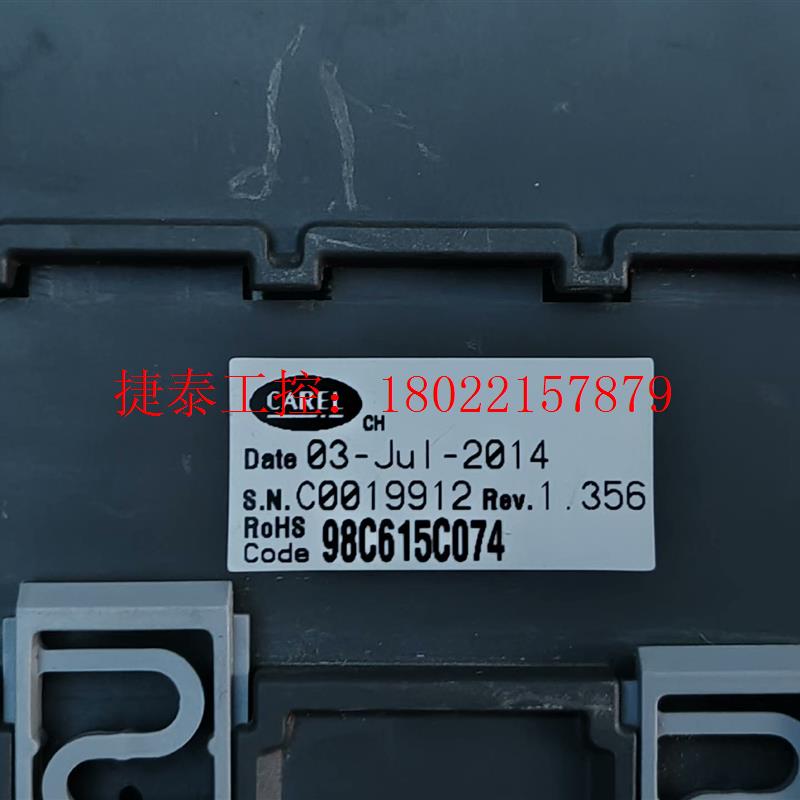 CAREL
捷泰工控：18022157879
CH
Date 03-Jul-2014
S.N. C0019912 Rev. 1.356
RoHS
Code 98C615C074